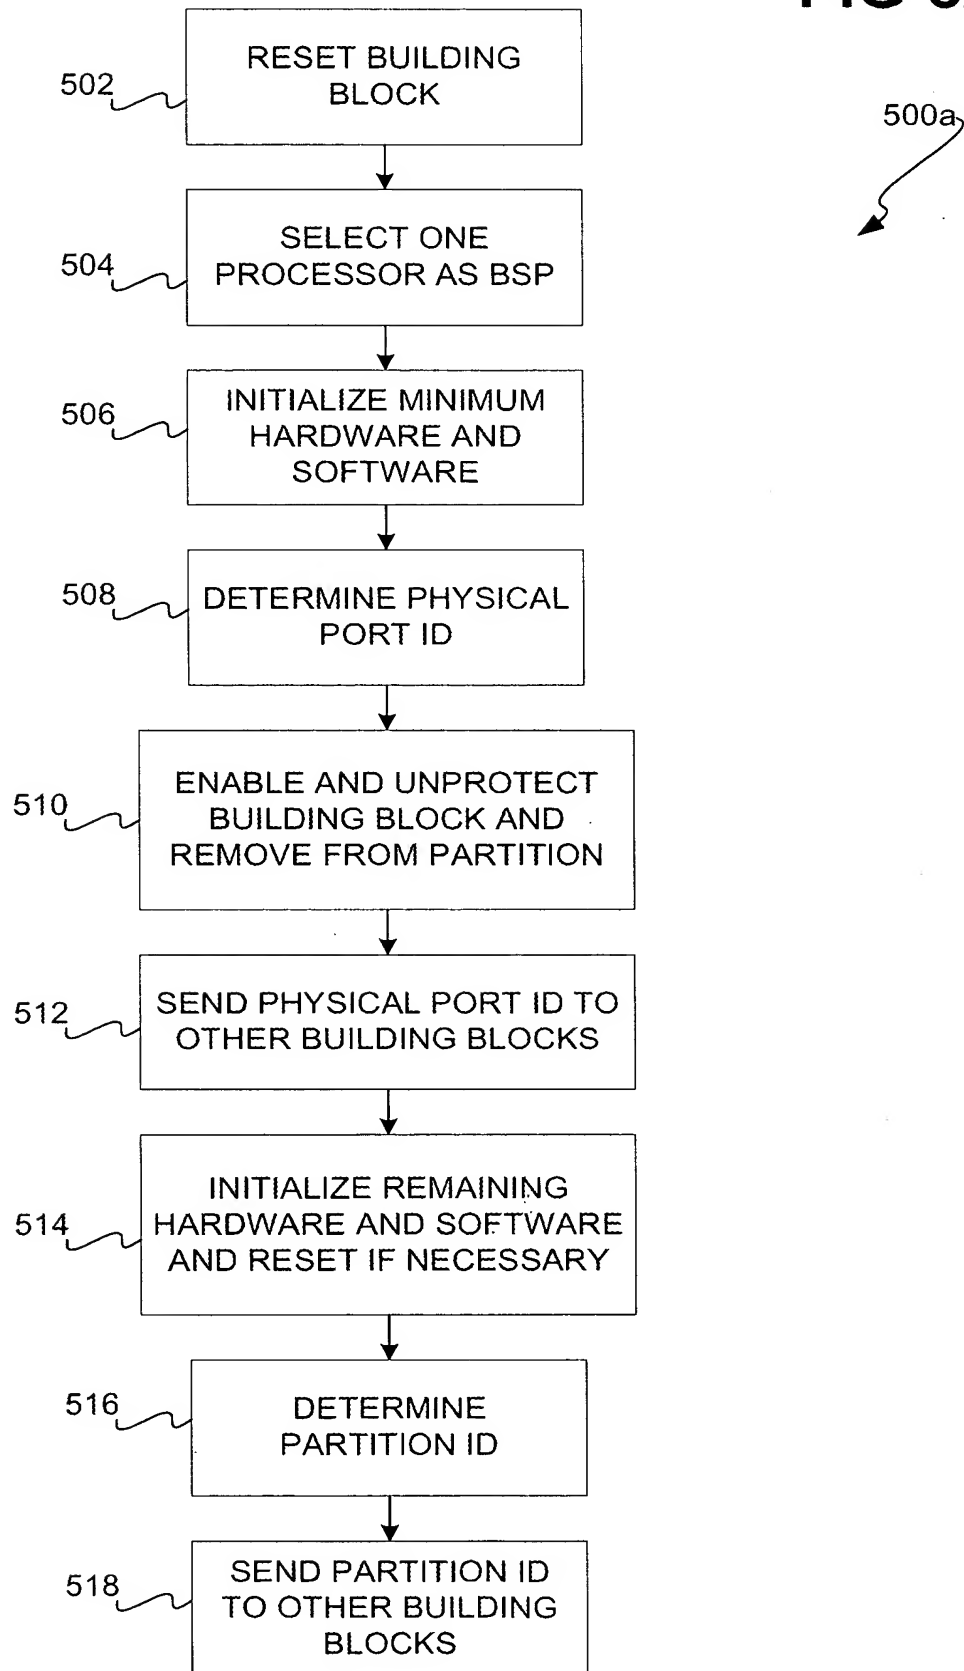 FIG
500a
502
RESET BUILDING
BLOCK
504
SELECT ONE
PROCESSOR AS BSP
506
INITIALIZE MINIMUM
HARDWARE AND
SOFTWARE
508
DETERMINE PHYSICAL
PORT ID
510
ENABLE AND UNPROTECT
BUILDING BLOCK AND
REMOVE FROM PARTITION
512
SEND PHYSICAL PORT ID TO
OTHER BUILDING BLOCKS
514
INITIALIZE REMAINING
HARDWARE AND SOFTWARE
AND RESET IF NECESSARY
516
DETERMINE
PARTITION ID
518
SEND PARTITION ID
TO OTHER BUILDING
BLOCKS